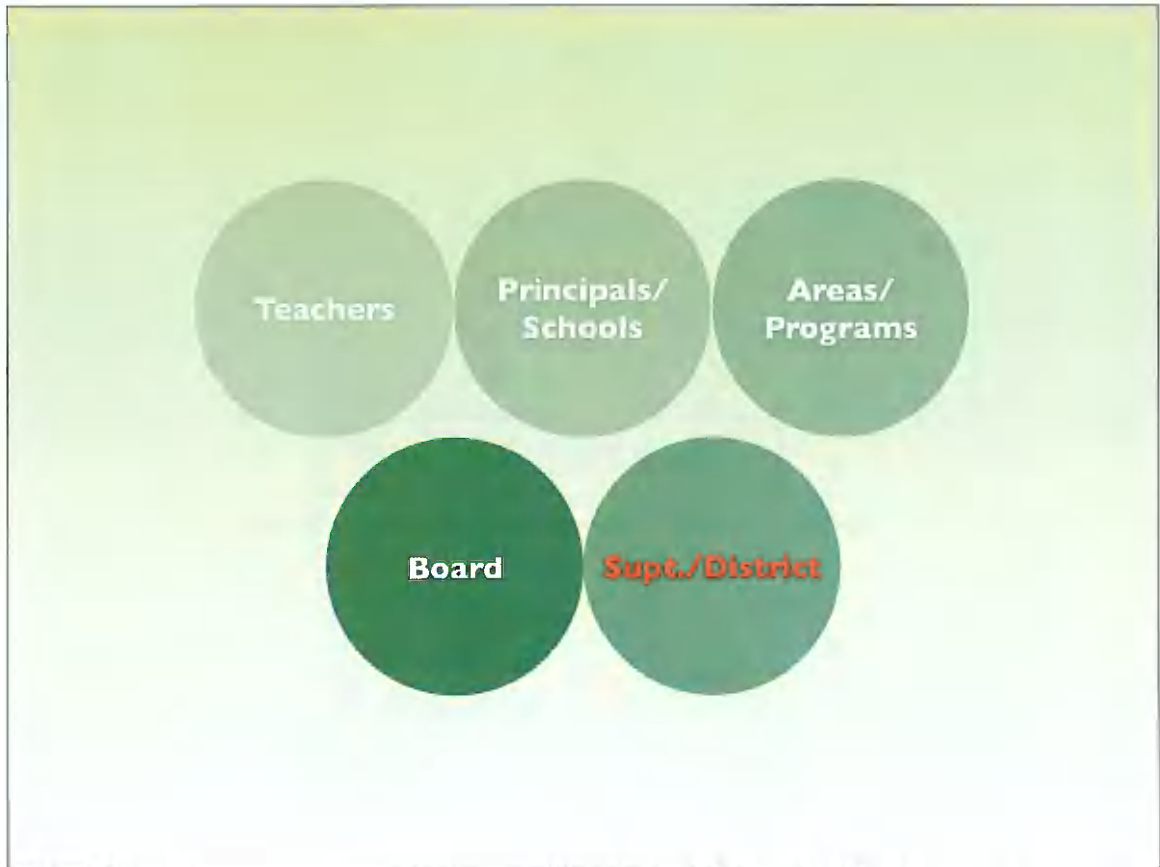 Teachers
Principals/
Schools
Areas/
Programs
Board
Supt./District